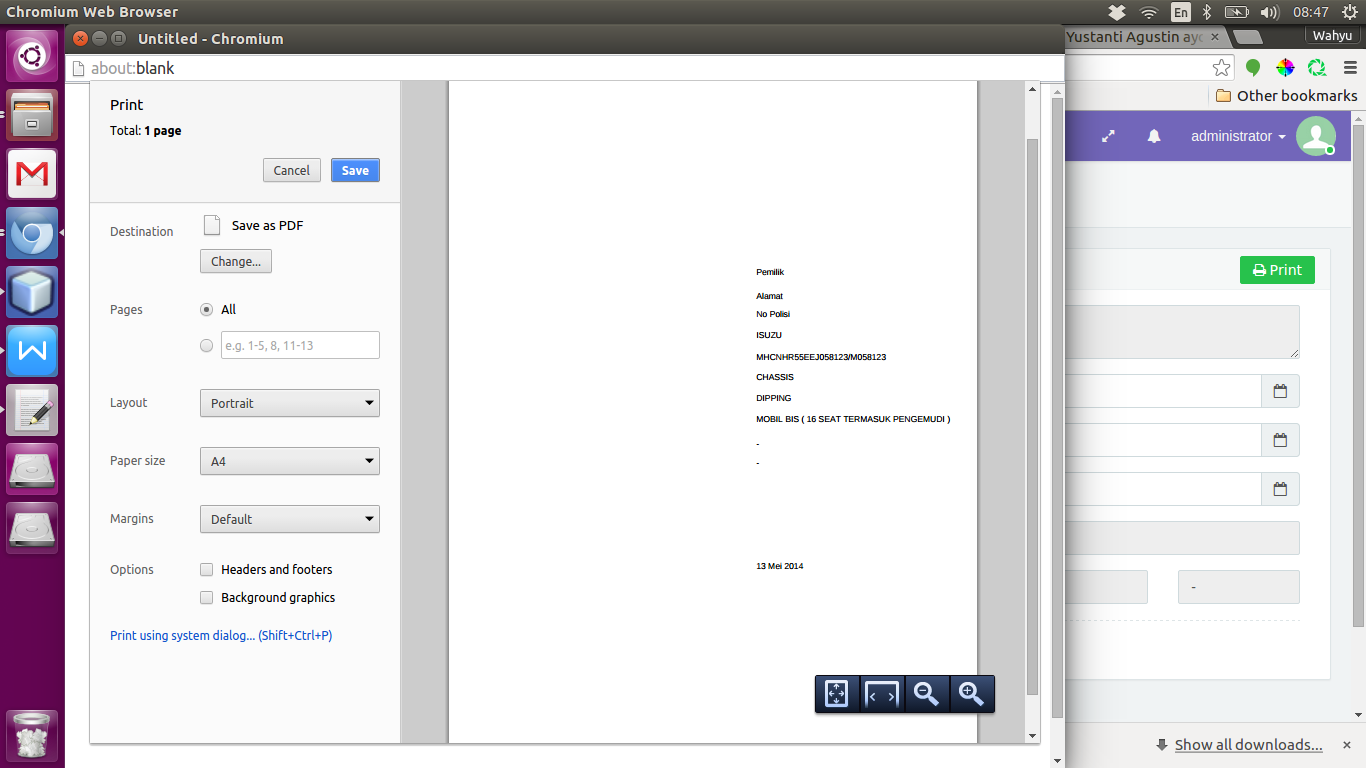 Chromium Web Browser
En
08:47
Untitled - Chromium
Yustanti Agustin ayo
Wahyu
about:blank
Other bookmarks
Print
Total: 1 page
Cancel
Save
administrator
Destination
Save as PDF
Change...
Print
Pages
All
e.g. 1-5, 8, 11-13
Layout
Portrait
Paper size
A4
Margins
Default
Options
Headers and footers
Background graphics
Print using system dialog... (Shift+Ctrl+P)
Pemilik
Alamat
No Polisi
ISUZU
MHCNHR55EEJ058123/M058123
CHASSIS
DIPPING
MOBIL BIS ( 16 SEAT TERMASUK PENGEMUDI )
-
-
13 Mei 2014
-
Show all downloads...